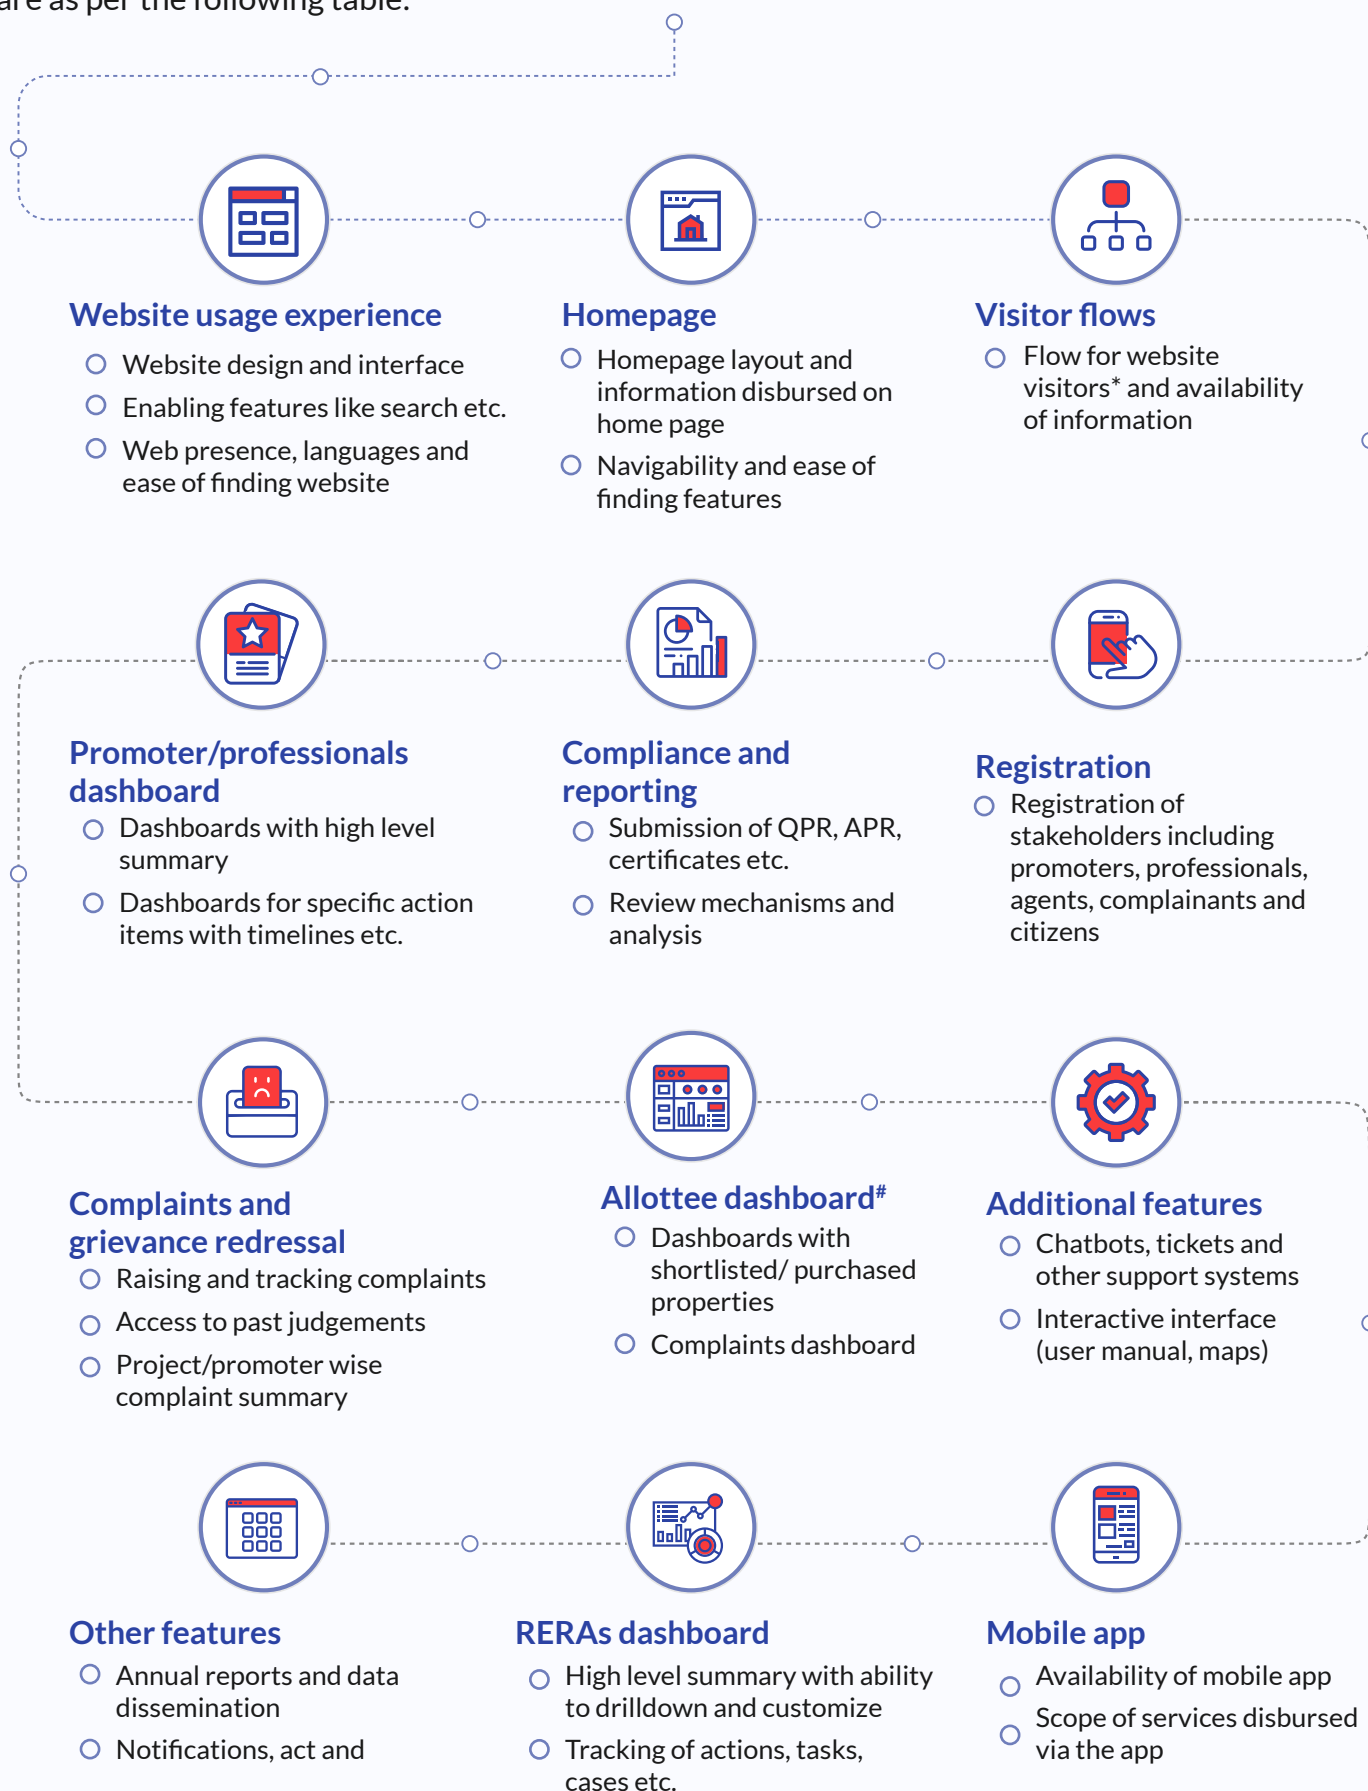 are as per the following table:
Website usage experience
Website design and interface
Enabling features like search etc.
Web presence, languages and
ease of finding website
Homepage
Homepage layout and
information disbursed on
home page
Navigability and ease of
finding features
Visitor flows
Flow for website
visitors* and availability
of information
Promoter/professionals
dashboard
Dashboards with high level
summary
Dashboards for specific action
items with timelines etc.
Compliance and
reporting
Submission of QPR, APR,
certificates etc.
Review mechanisms and
analysis
Registration
Registration of
stakeholders including
promoters, professionals,
agents, complainants and
citizens
Complaints and
grievance redressal
Raising and tracking complaints
Access to past judgements
Project/promoter wise
complaint summary
Allottee dashboard#
Dashboards with
shortlisted/ purchased
properties
Complaints dashboard
Additional features
Chatbots, tickets and
other support systems
Interactive interface
(user manual, maps)
Other features
Annual reports and data
dissemination
Notifications, act and
RERAs dashboard
High level summary with ability
to drilldown and customize
Tracking of actions, tasks,
cases etc.
Mobile app
Availability of mobile app
Scope of services disbursed
via the app